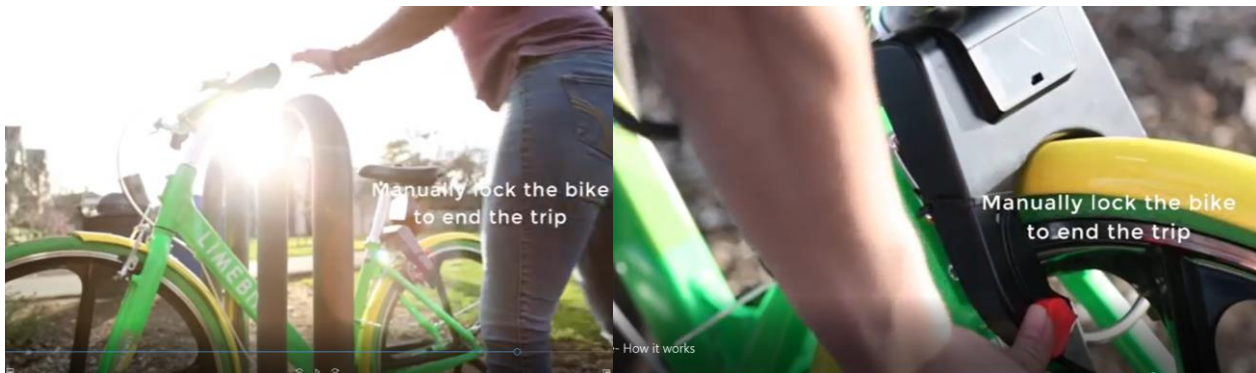 Manually lock the bike
to end the trip
LIMEBI
Manually lock the bike
to end the trip
- How it works